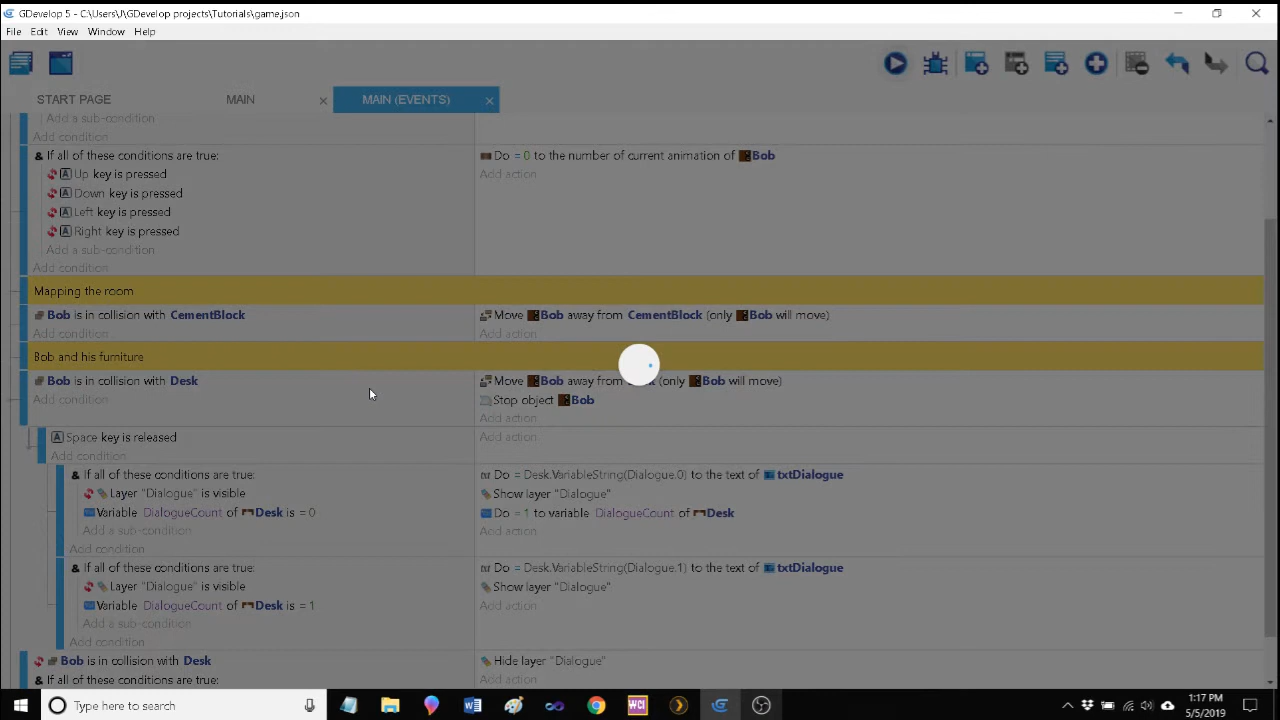 GDevelop 5 - C:\Users\J\GDevelop projects\Tutorials\game.json
File Edit View Window Help
START PAGE MAIN MAIN (EVENTS)
Add a sub-condition
Add condition
& If all of these conditions are true: Do = 0 to the number of current animation of Bob
Up key is pressed Add action
Down key is pressed
Left key is pressed
Right key is pressed
Add a sub-condition
Add condition
Mapping the room
Bob is in collision with CementBlock Move Bob away from CementBlock (only Bob will move)
Add condition Add action
Bob and his furniture
Bob is in collision with Desk Move Bob away from (only Bob will move)
Add condition Stop object Bob
Add action
Space key is released Add action
Add condition
& If all of these conditions are true: Do = Desk.VariableString(Dialogue.0) to the text of txtDialogue
Layer "Dialogue" is visible Show layer "Dialogue"
Variable DialogueCount of Desk is = 0 Do = 1 to variable DialogueCount of Desk
Add a sub-condition Add action
Add condition
& If all of these conditions are true: Do = Desk.VariableString(Dialogue.1) to the text of txtDialogue
Layer "Dialogue" is visible Show layer "Dialogue"
Variable DialogueCount of Desk is = 1 Add action
Add a sub-condition
Add condition
Bob is in collision with Desk Hide layer "Dialogue"
& If all of these conditions are true: Add action
Type here to search
1:17 PM
5/5/2019